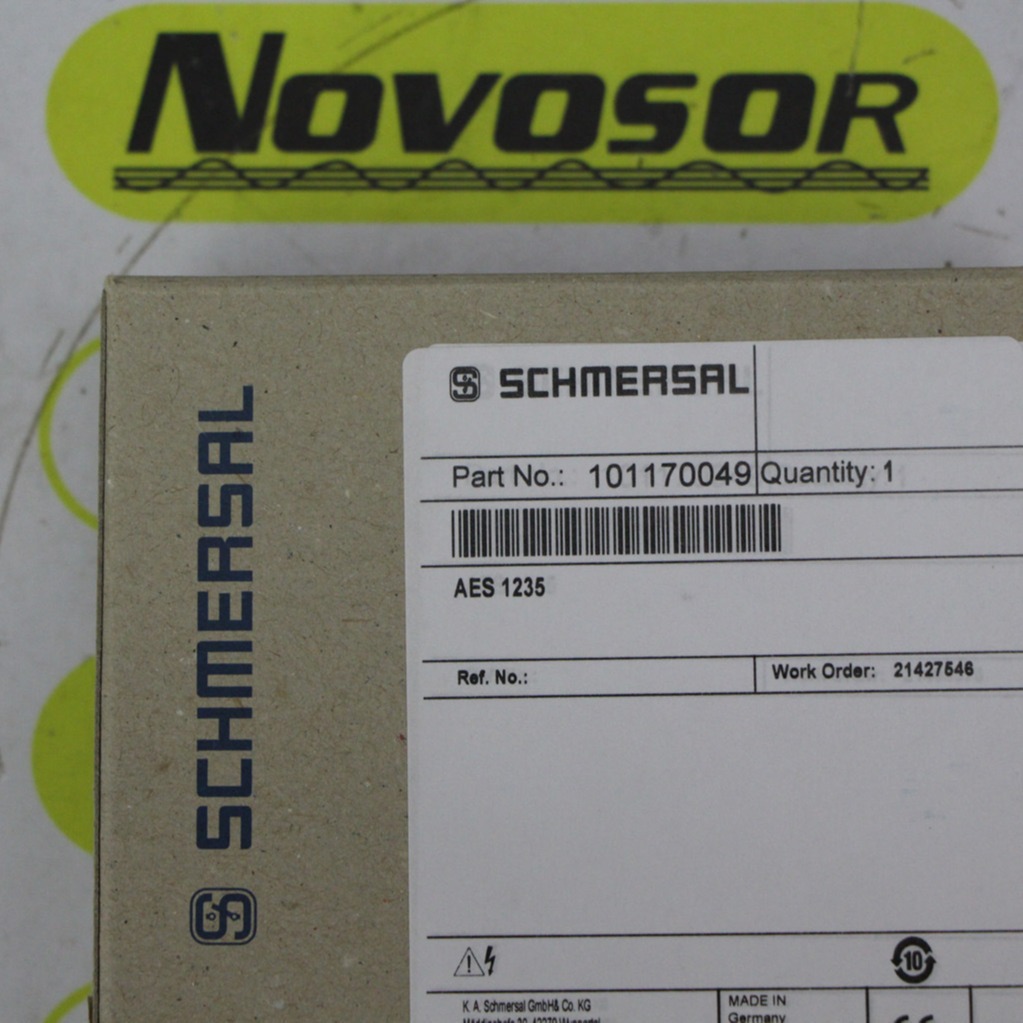 NOVOSOR
SCHMERSAL
SCHMERSAL
Part No.: 101170049 Quantity: 1
AES 1235
Ref. No.: Work Order: 21427546
10
K. A. Schmersal GmbH& Co. KG
MADE IN
Germany